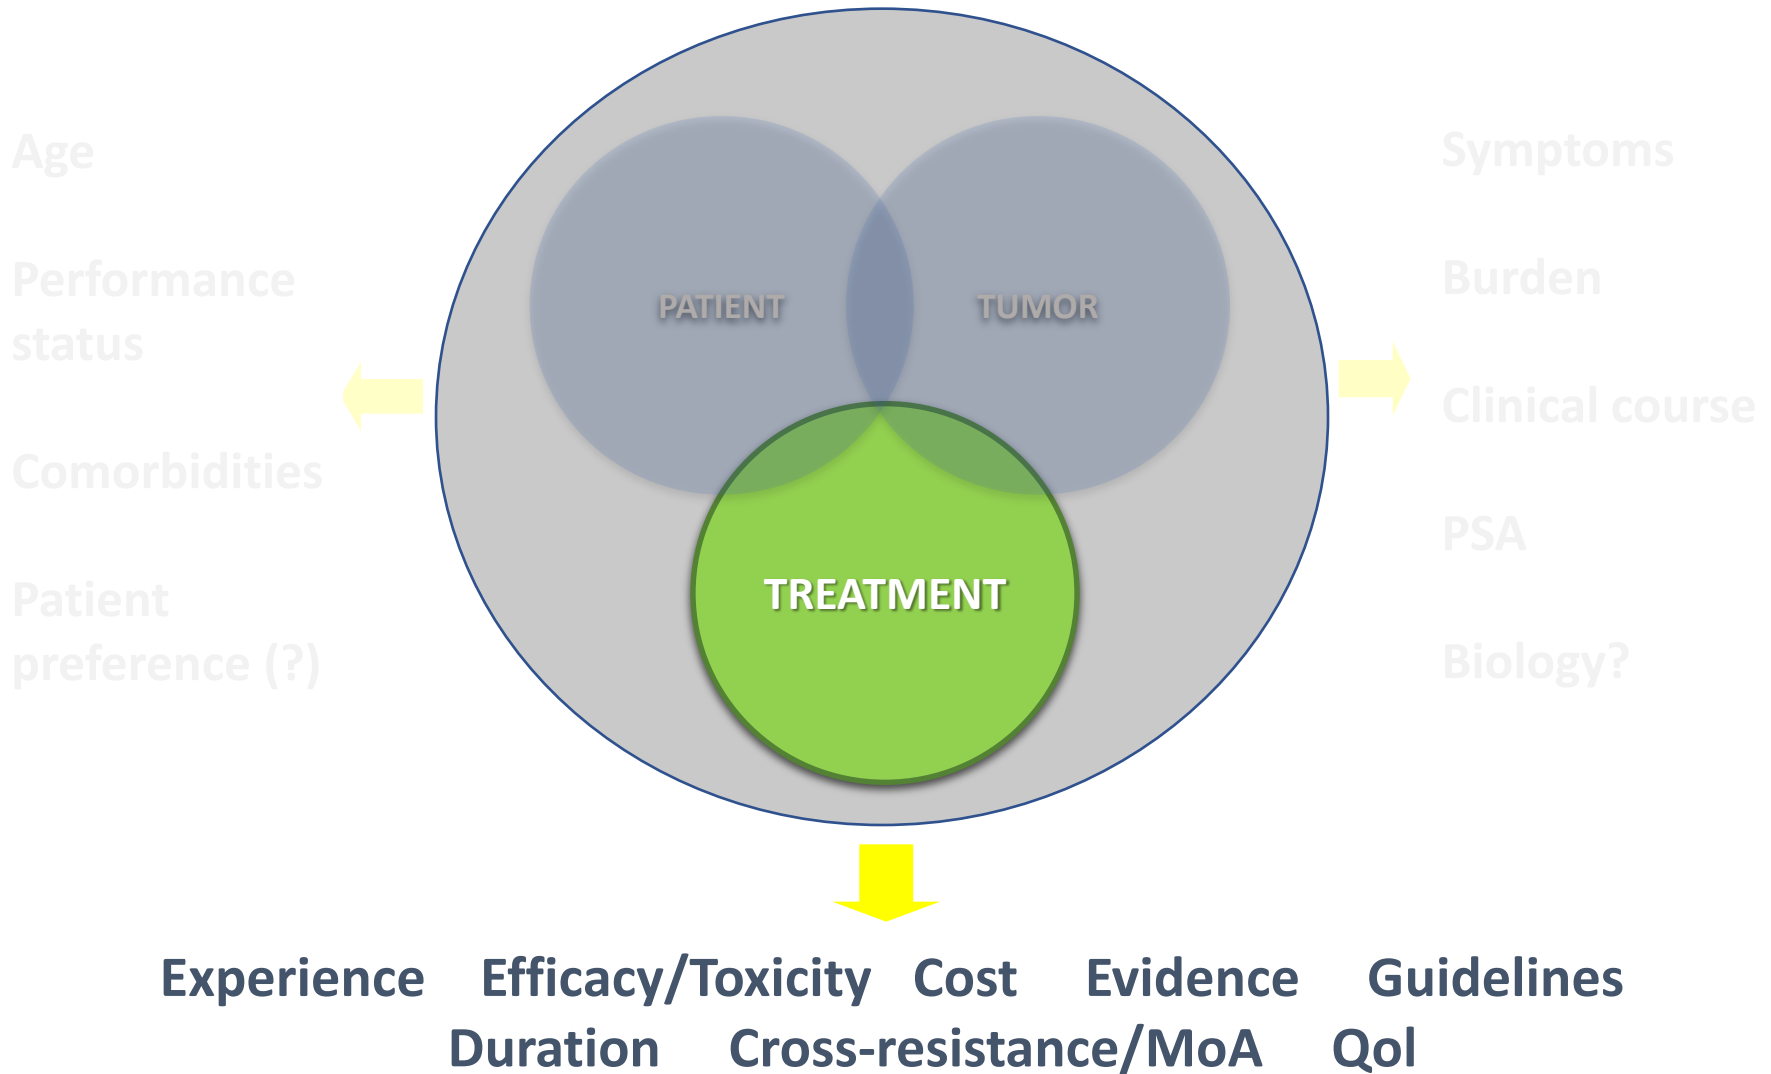 Age
Performance
status
Comorbidities
Patient
preference (?)
PATIENT
TUMOR
TREATMENT
Symptoms
Burden
Clinical course
PSA
Biology?
Experience Efficacy/Toxicity Cost Evidence Guidelines
Duration Cross-resistance/MoA Qol